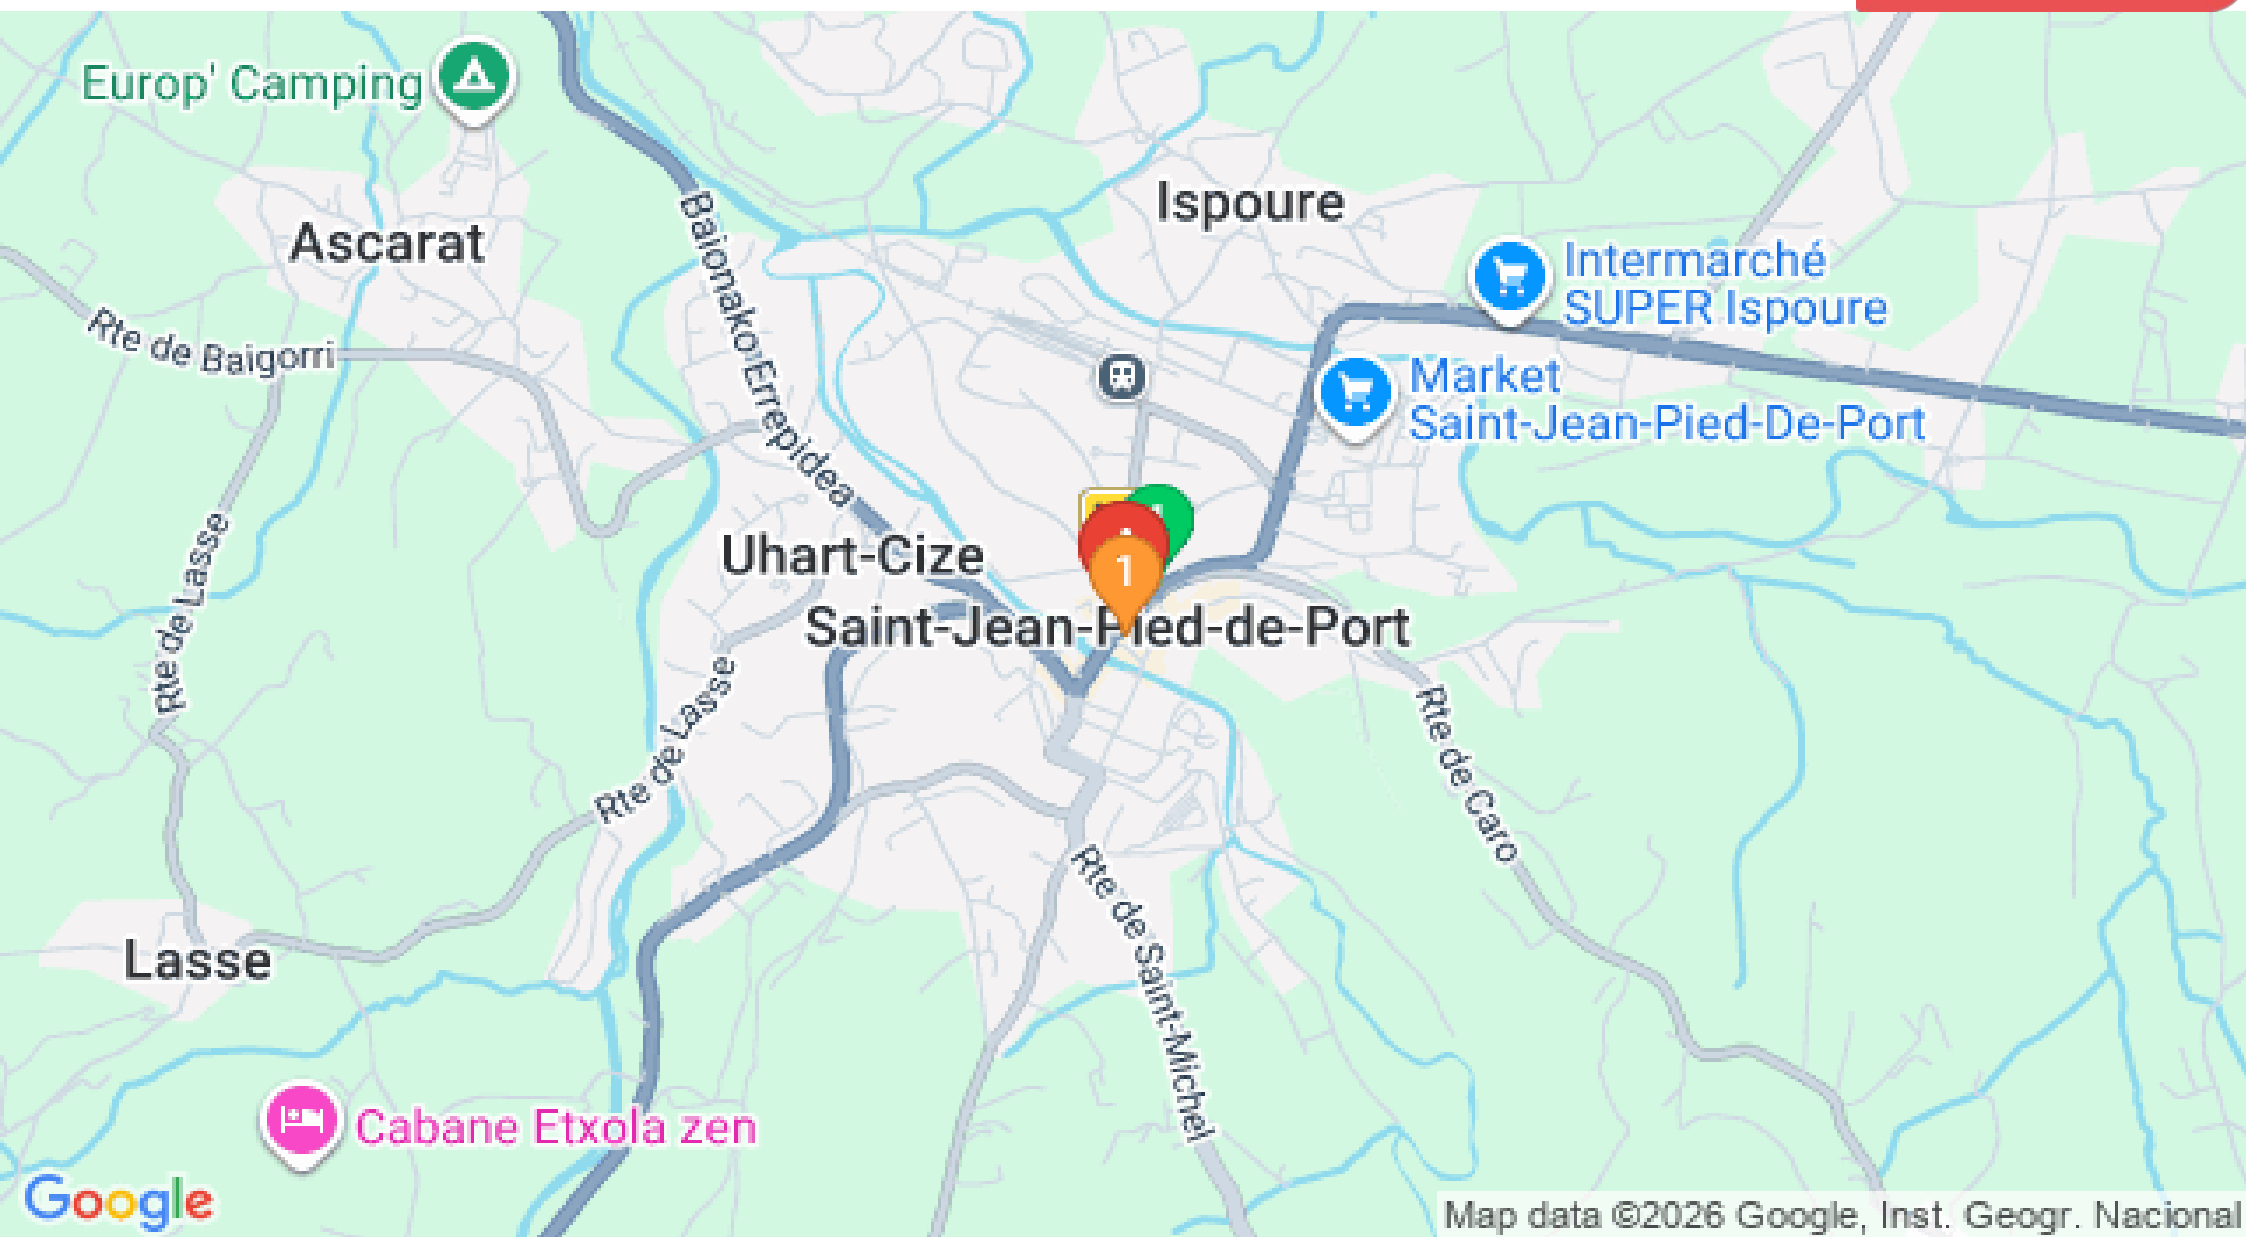 Europ' Camping
Ispoure
Ascarat
Baionako Errepidea
Intermarché
SUPER Ispoure
Rte de Baigorri
Market
Saint-Jean-Pied-De-Port
Rte de Lasse
Uhart-Cize
1
Saint-Jean-Pied-de-Port
Rte de Lasse
Rte de Caro
Rte de Saint-Michel
Lasse
Cabane Etxola zen
Google
Map data ©2026 Google, Inst. Geogr. Nacional